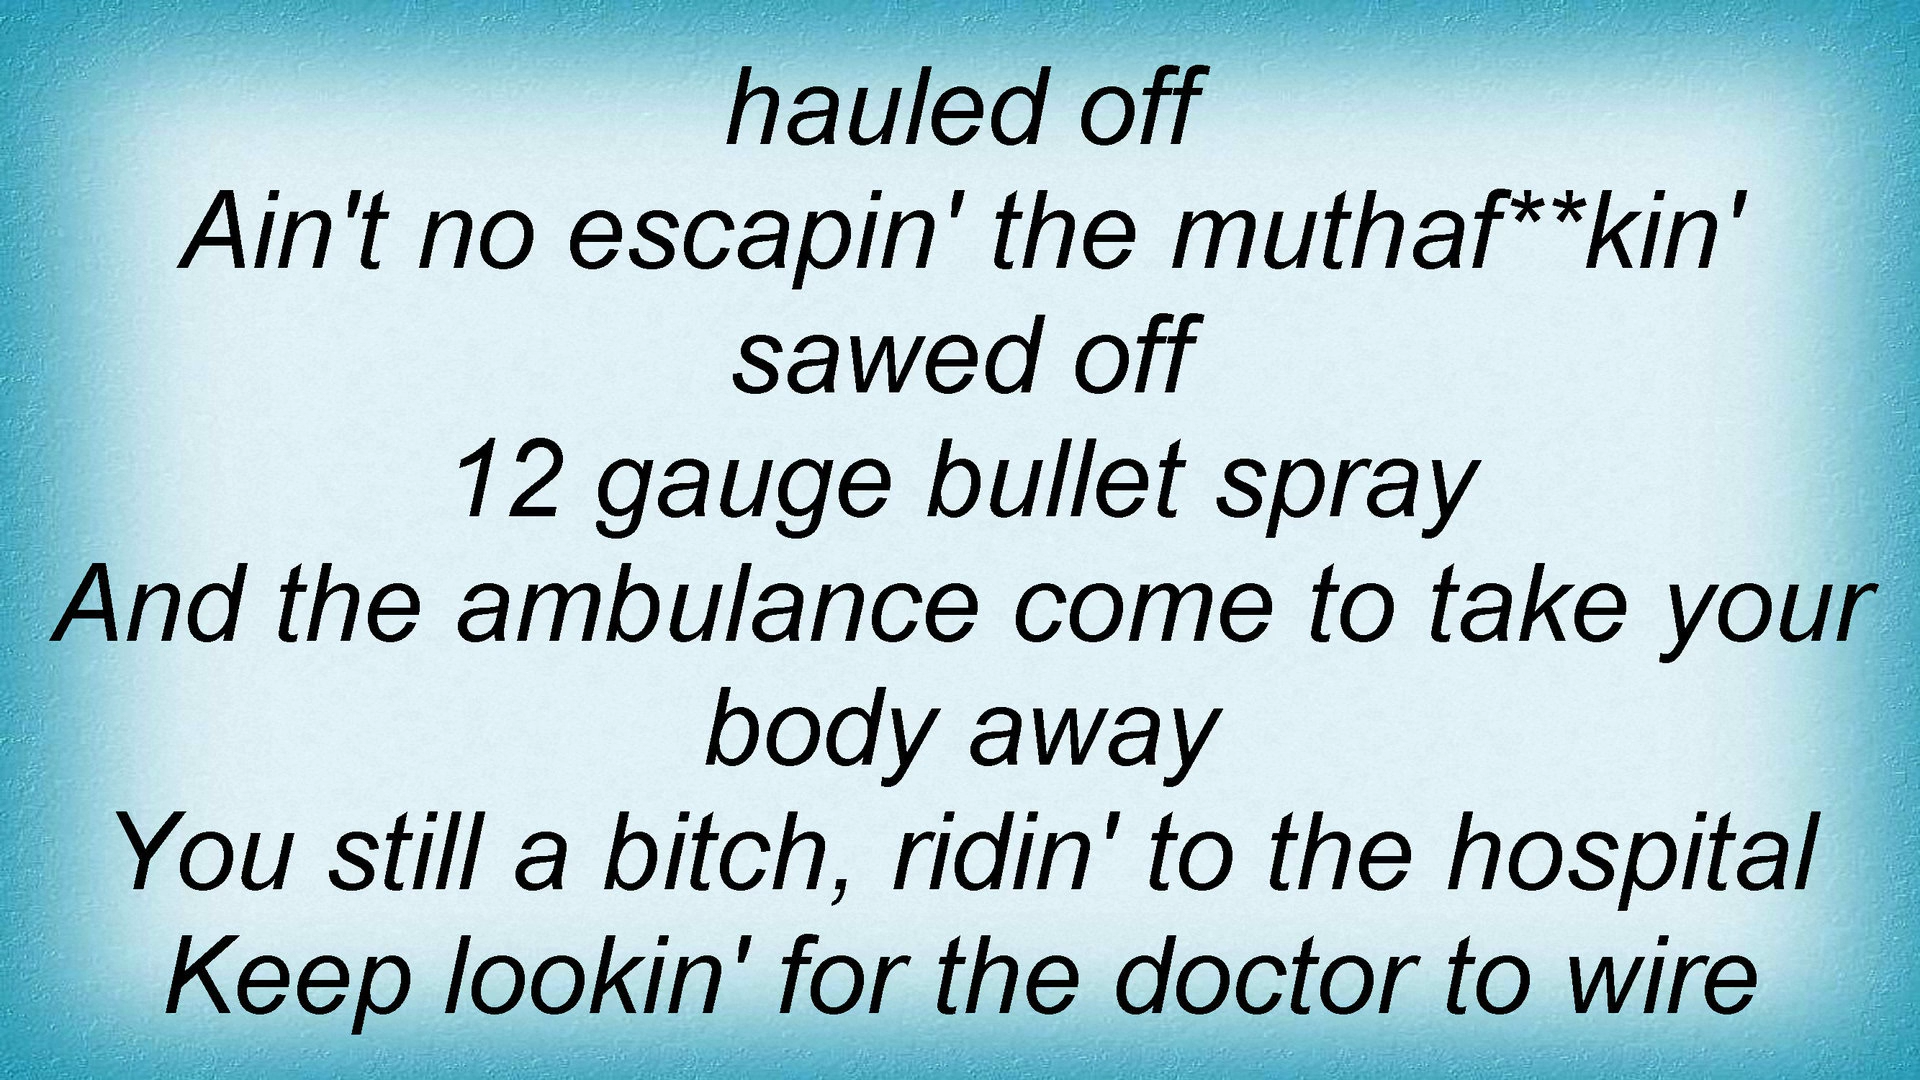 hauled off
Ain't no escapin' the muthaf**kin'
sawed off
12 gauge bullet spray
And the ambulance come to take your
body away
You still a bitch, ridin' to the hospital
Keep lookin' for the doctor to wire